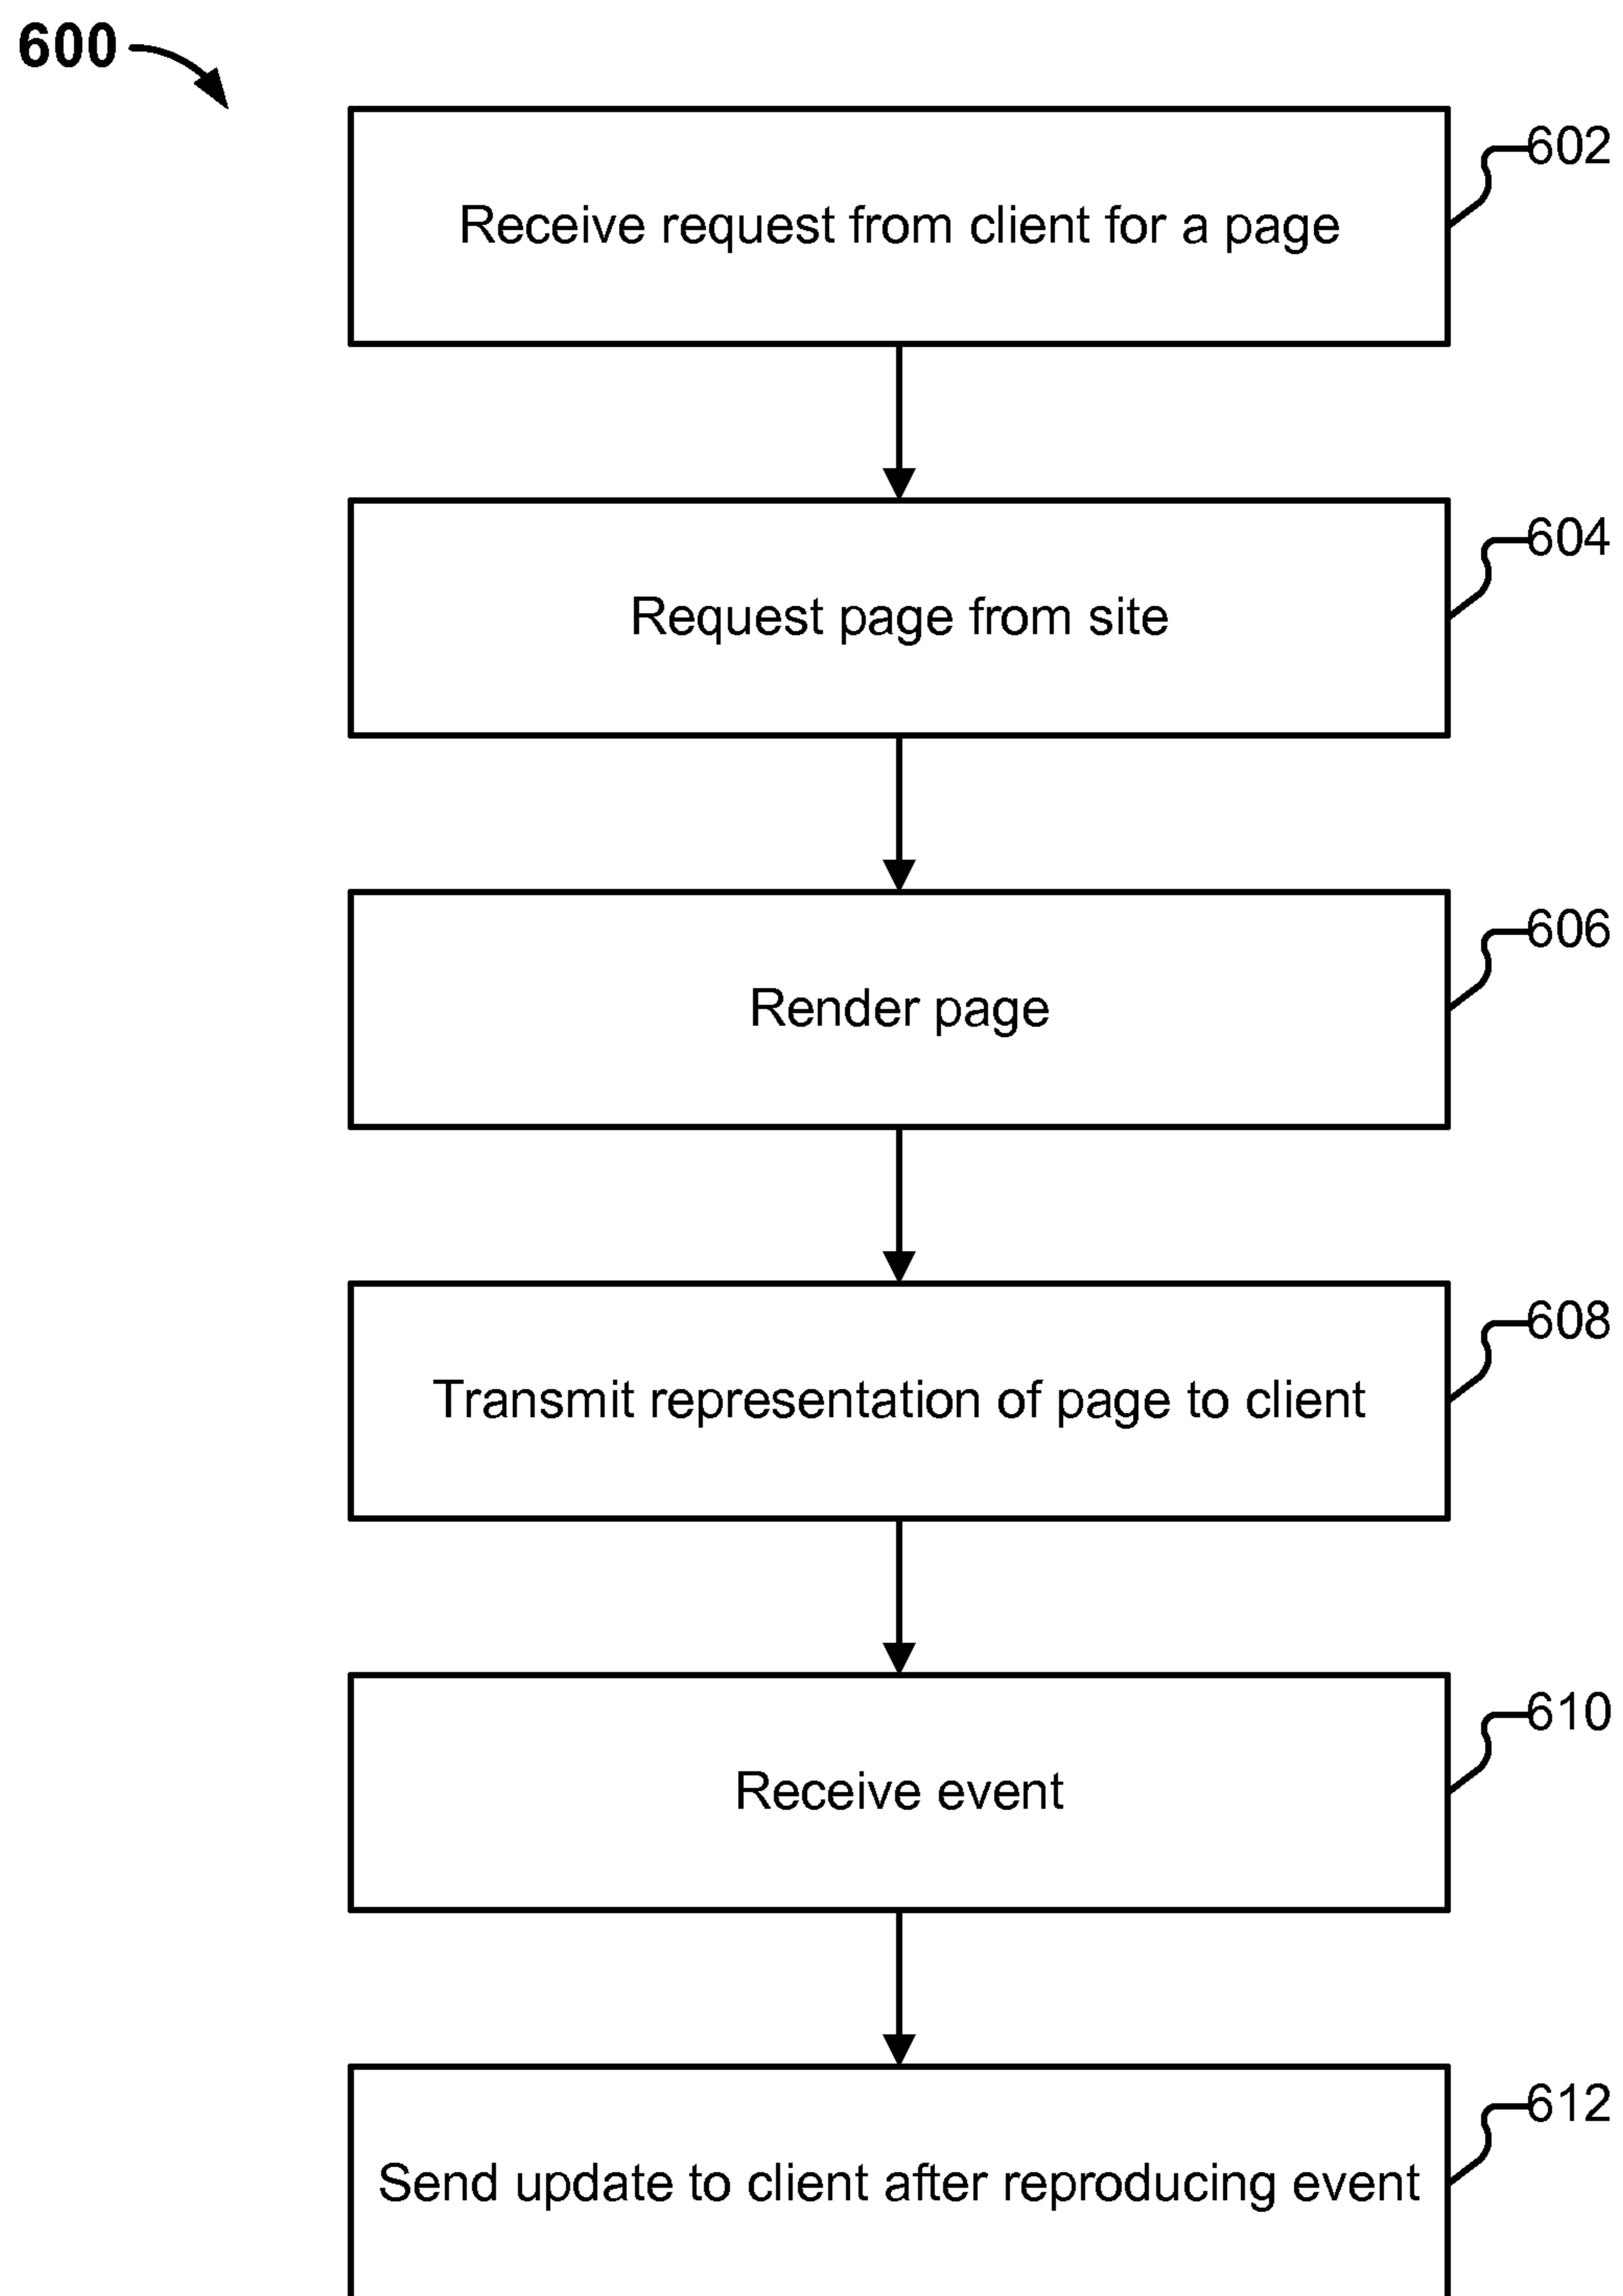 600
602
Receive request from client for a page
604
Request page from site
606
Render page
608
Transmit representation of page to client
610
Receive event
612
Send update to client after reproducing event